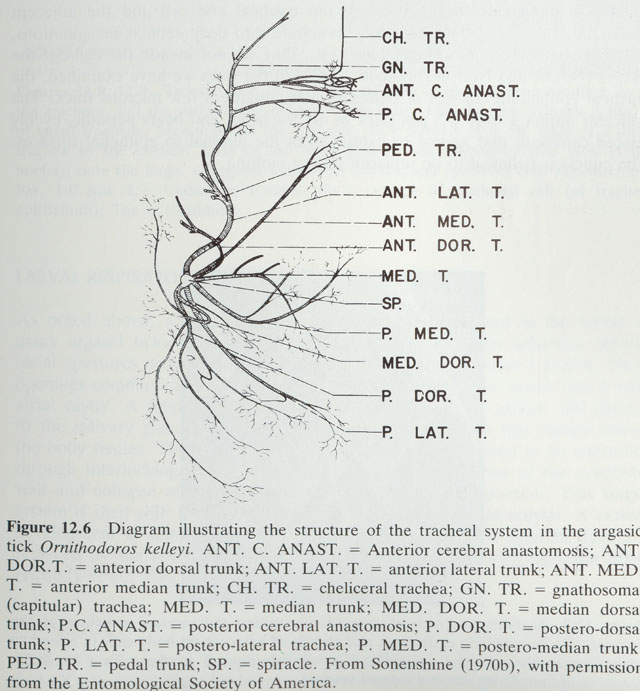 CH. TR.
GN. TR.
ANT. C. ANAST.
P. C. ANAST.
PED. TR.
ANT. LAT. T.
ANT. MED. T.
ANT. DOR. T.
MED. T.
SP.
P. MED. T.
MED. DOR. T.
P. DOR. T.
P. LAT. T.
Figure 12.6 Diagram illustrating the structure of the tracheal system in the argasid
tick Ornithodoros kelleyi. ANT. C. ANAST. = Anterior cerebral anastomosis; ANT
DOR.T. = anterior dorsal trunk; ANT. LAT. T. = anterior lateral trunk; ANT. MED
T. = anterior median trunk; CH. TR. = cheliceral trachea; GN. TR. = gnathosoma
(capitular) trachea; MED. T. = median trunk; MED. DOR. T. = median dorsa
trunk; P.C. ANAST. = posterior cerebral anastomosis; P. DOR. T. = postero-dorsa
trunk; P. LAT. T. = postero-lateral trachea; P. MED. T. = postero-median trunk
PED. TR. = pedal trunk; SP. = spiracle. From Sonenshine (1970b), with permission
from the Entomological Society of America.